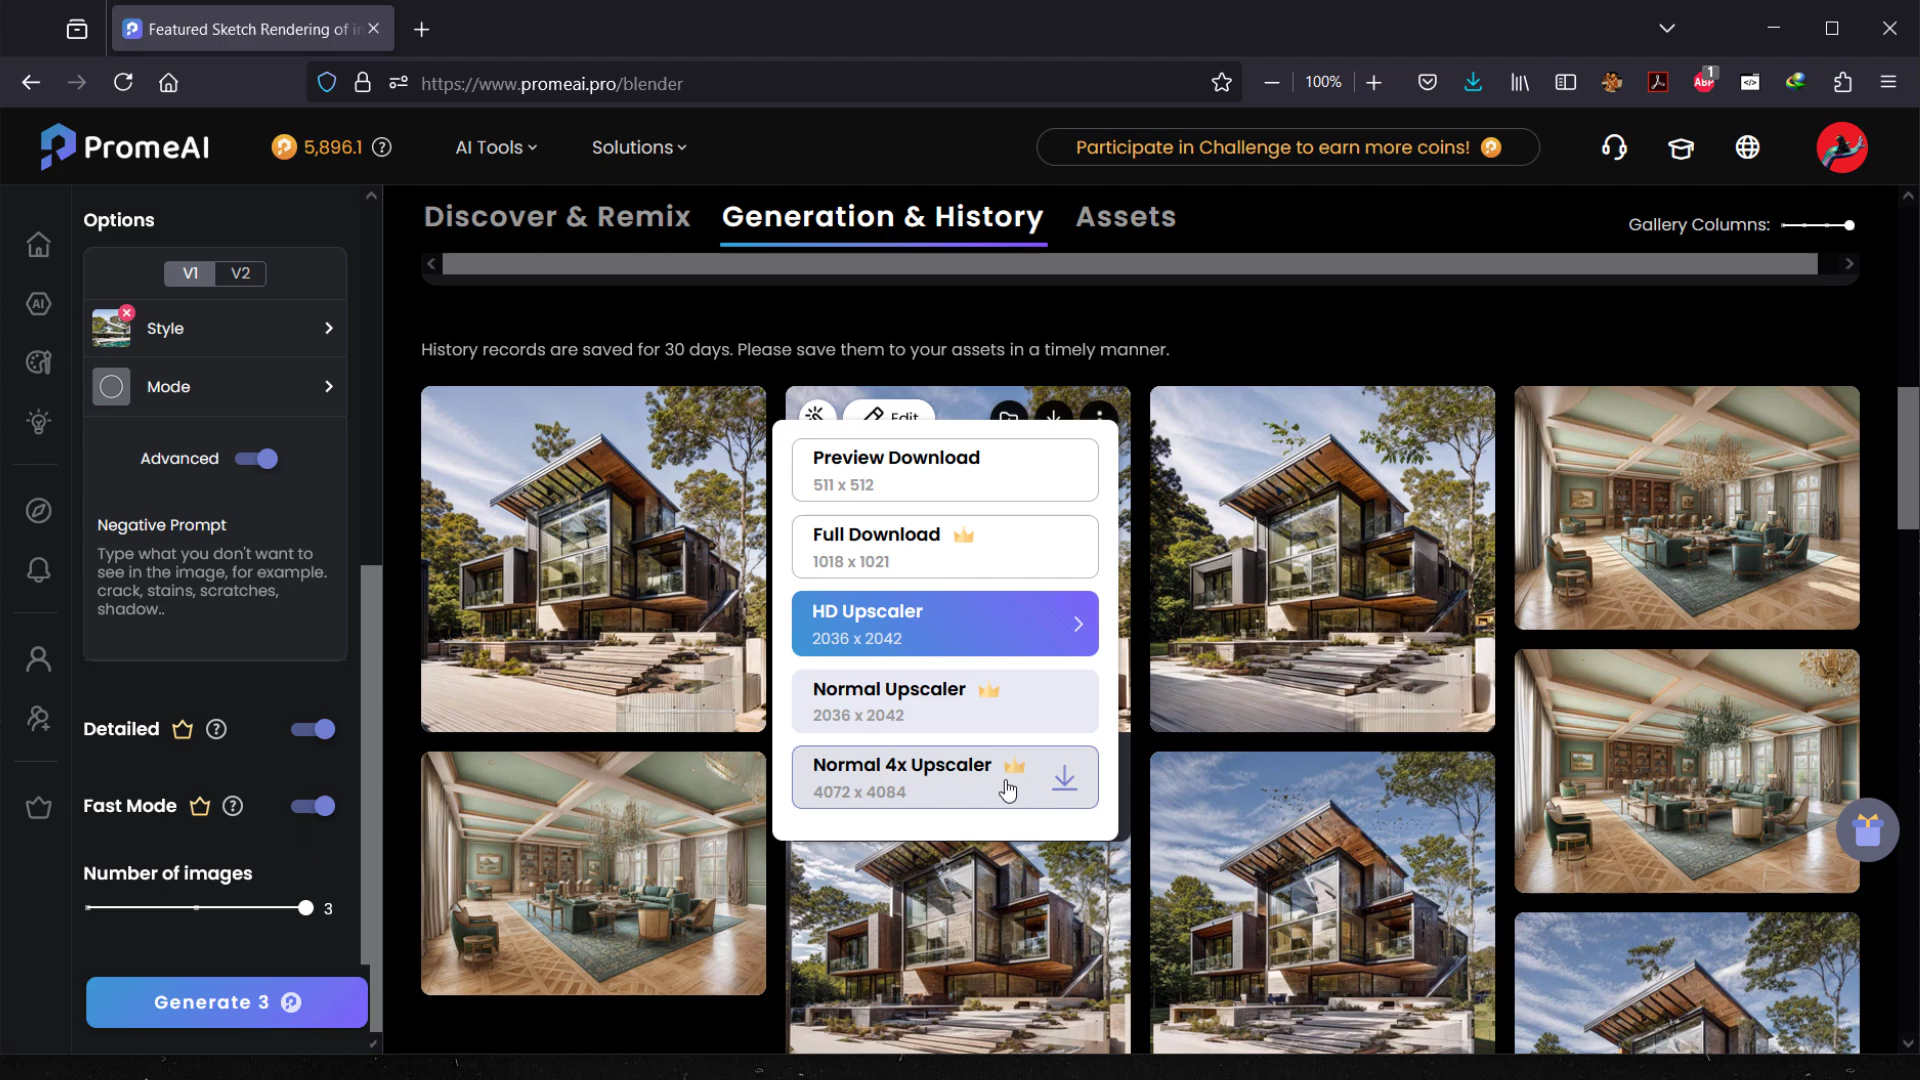 Featured Sketch Rendering of i
https://www.promeai.pro/blender
100%
ABP
1
PromeAI
5,896.1
AI Tools
Solutions
Participate in Challenge to earn more coins!
Options
V1
V2
Style
Mode
Advanced
Negative Prompt
Type what you don't want to
see in the image, for example.
crack, stains, scratches,
shadow..
Detailed
Fast Mode
Number of images
3
Generate 3
Discover & Remix
Generation & History
Assets
Gallery Columns:
History records are saved for 30 days. Please save them to your assets in a timely manner.
Edit
Preview Download
511 x 512
Full Download
1018 x 1021
HD Upscaler
2036 x 2042
Normal Upscaler
2036 x 2042
Normal 4x Upscaler
4072 x 4084
AI